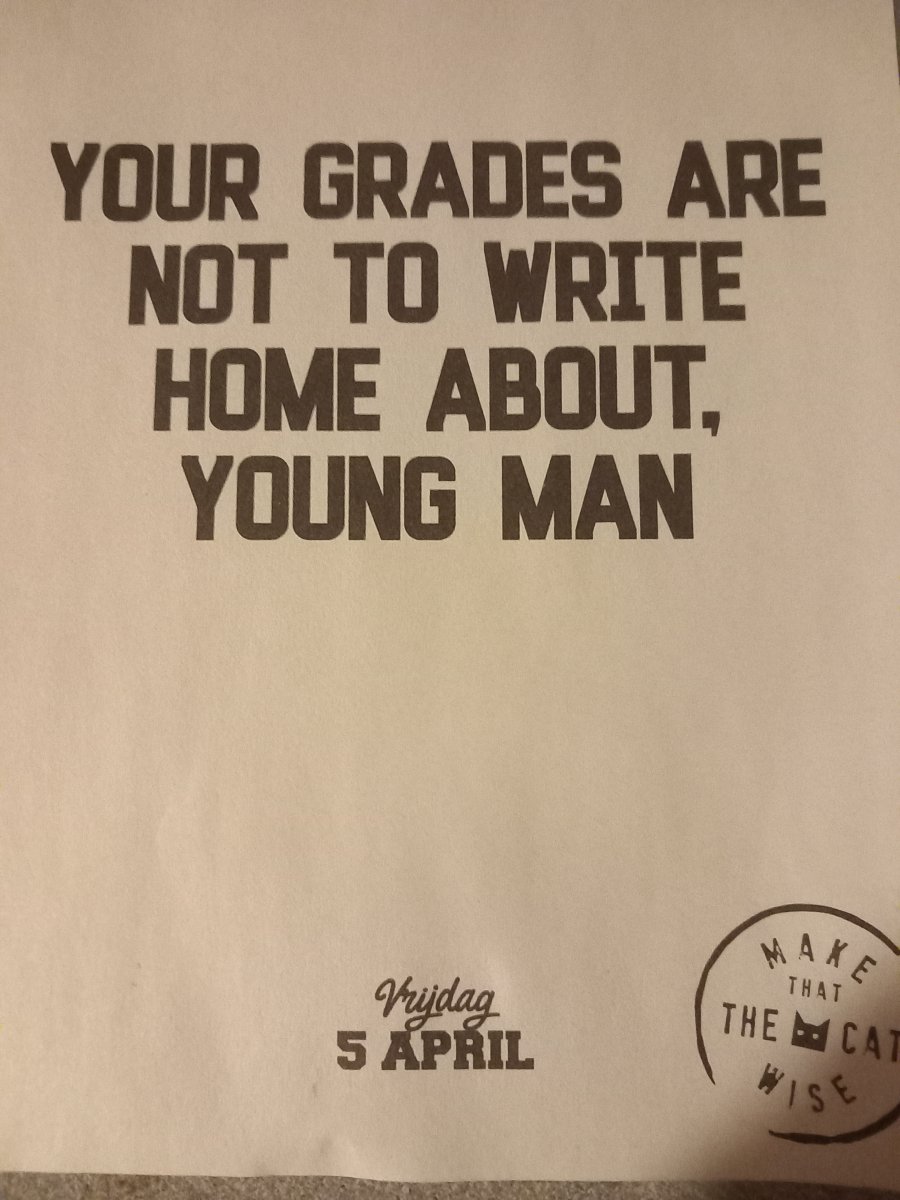 YOUR GRADES ARE
NOT TO WRITE
HOME ABOUT,
YOUNG MAN
Vrijdag
5 APRIL
MAKE
THAT
THE CAT
WISE